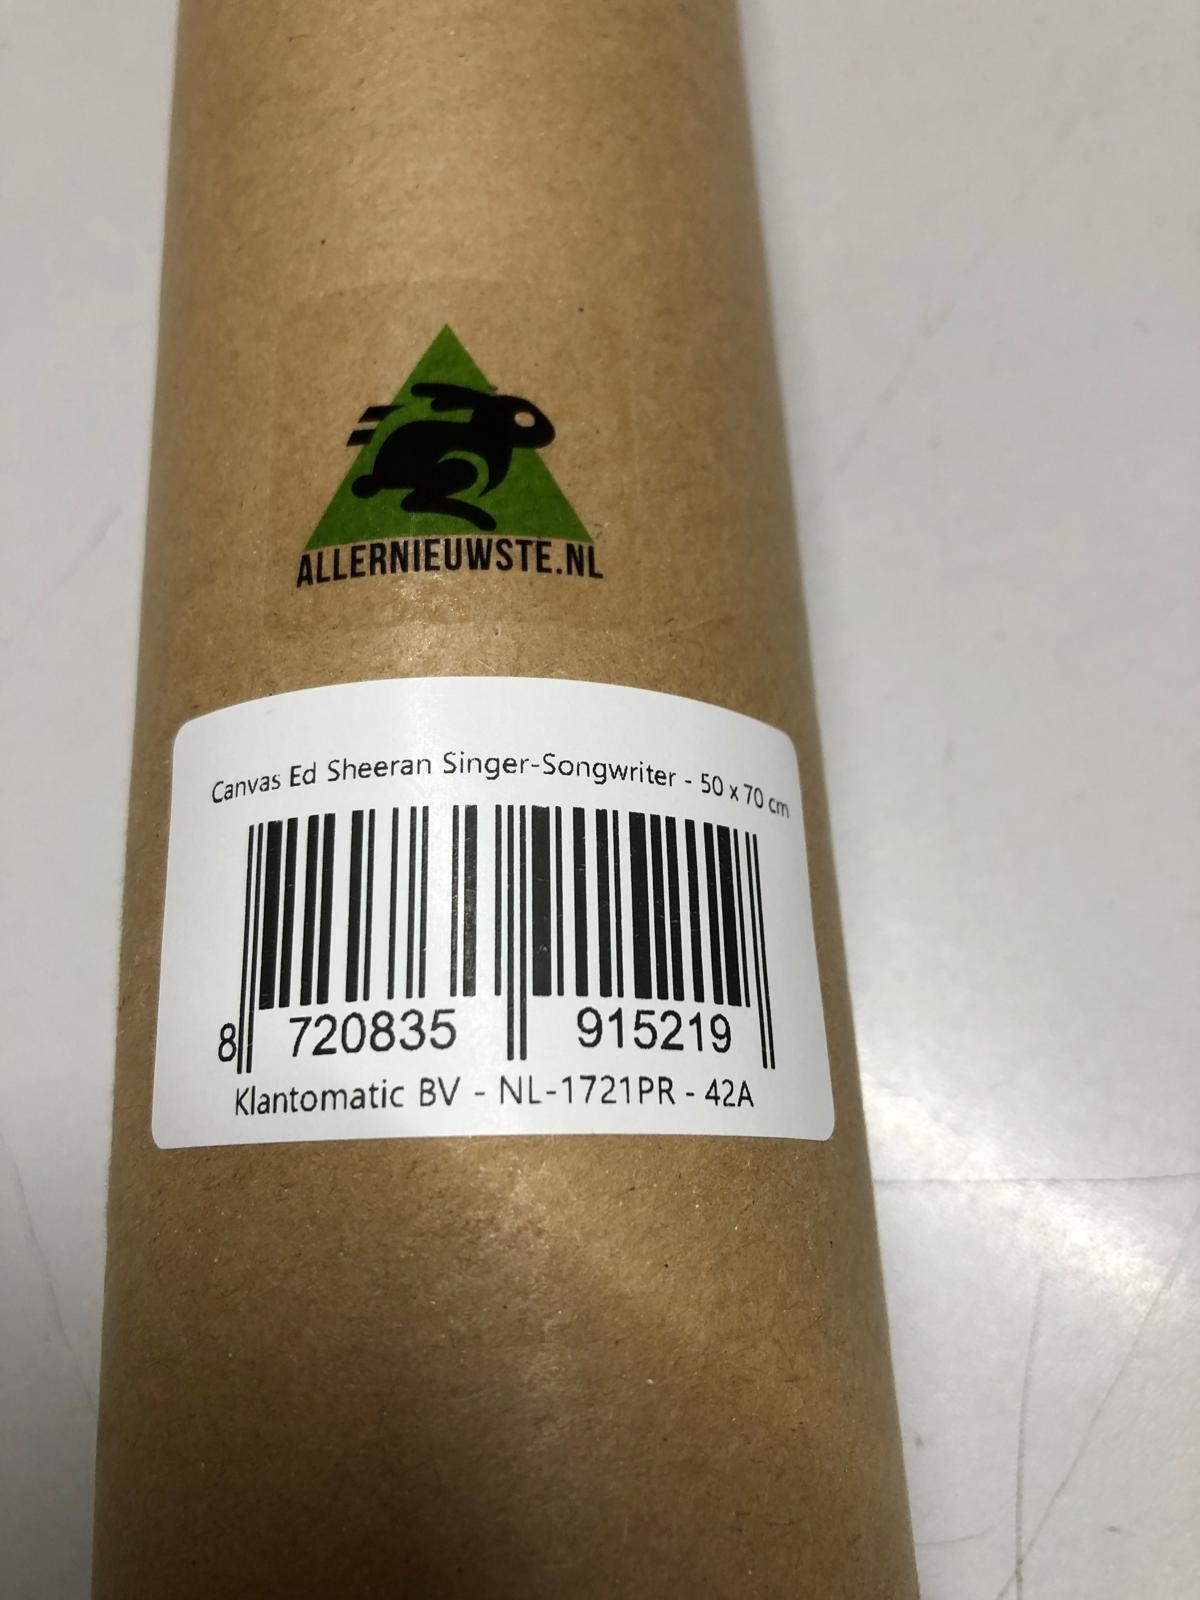 ALLERNIEUWSTE.NL
Canvas Ed Sheeran Singer-Songwriter - 50 x 70 cm
8 720835 915219
Klantomatic BV - NL-1721PR - 42A